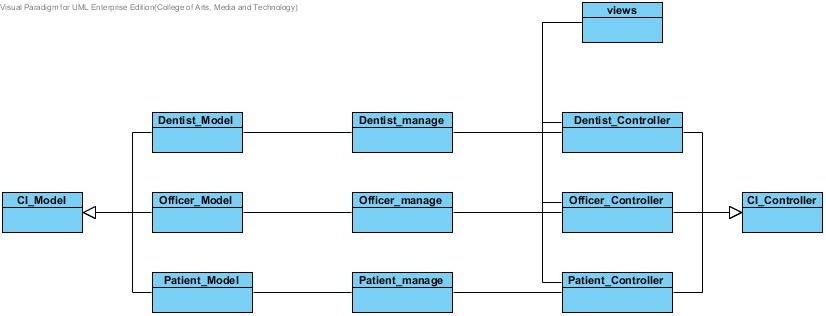 Visual Paradigm for UML Enterprise Edition(College of Arts, Media and Technology)
views
Dentist_Model
Dentist_manage
Dentist_Controller
CI_Model
Officer_Model
Officer_manage
Officer_Controller
CI_Controller
Patient_Model
Patient_manage
Patient_Controller